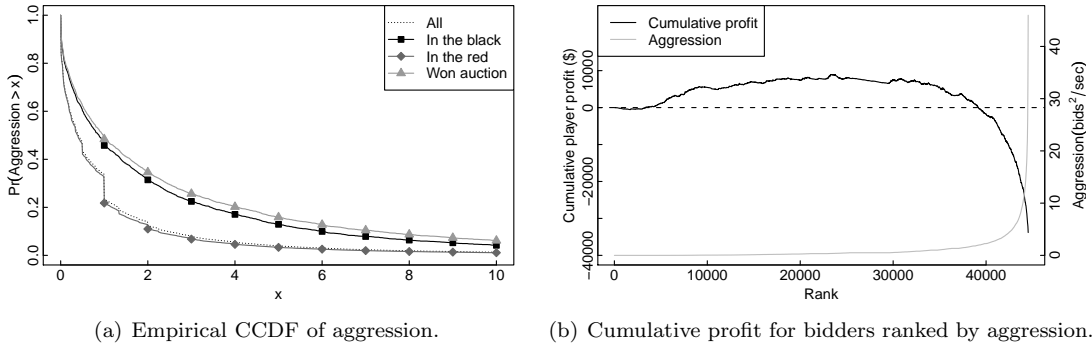 All
In the black
In the red
Won auction
Pr(Aggression > x)
1.0
0.8
0.6
0.4
0.2
0.0
0 2 4 6 8 10
x
(a) Empirical CCDF of aggression.
Cumulative profit
Aggression
Cumulative player profit ($)
10000
0
−20000
−40000
Aggression(bids²/sec)
40
30
20
10
0
0 10000 20000 30000 40000
Rank
(b) Cumulative profit for bidders ranked by aggression.